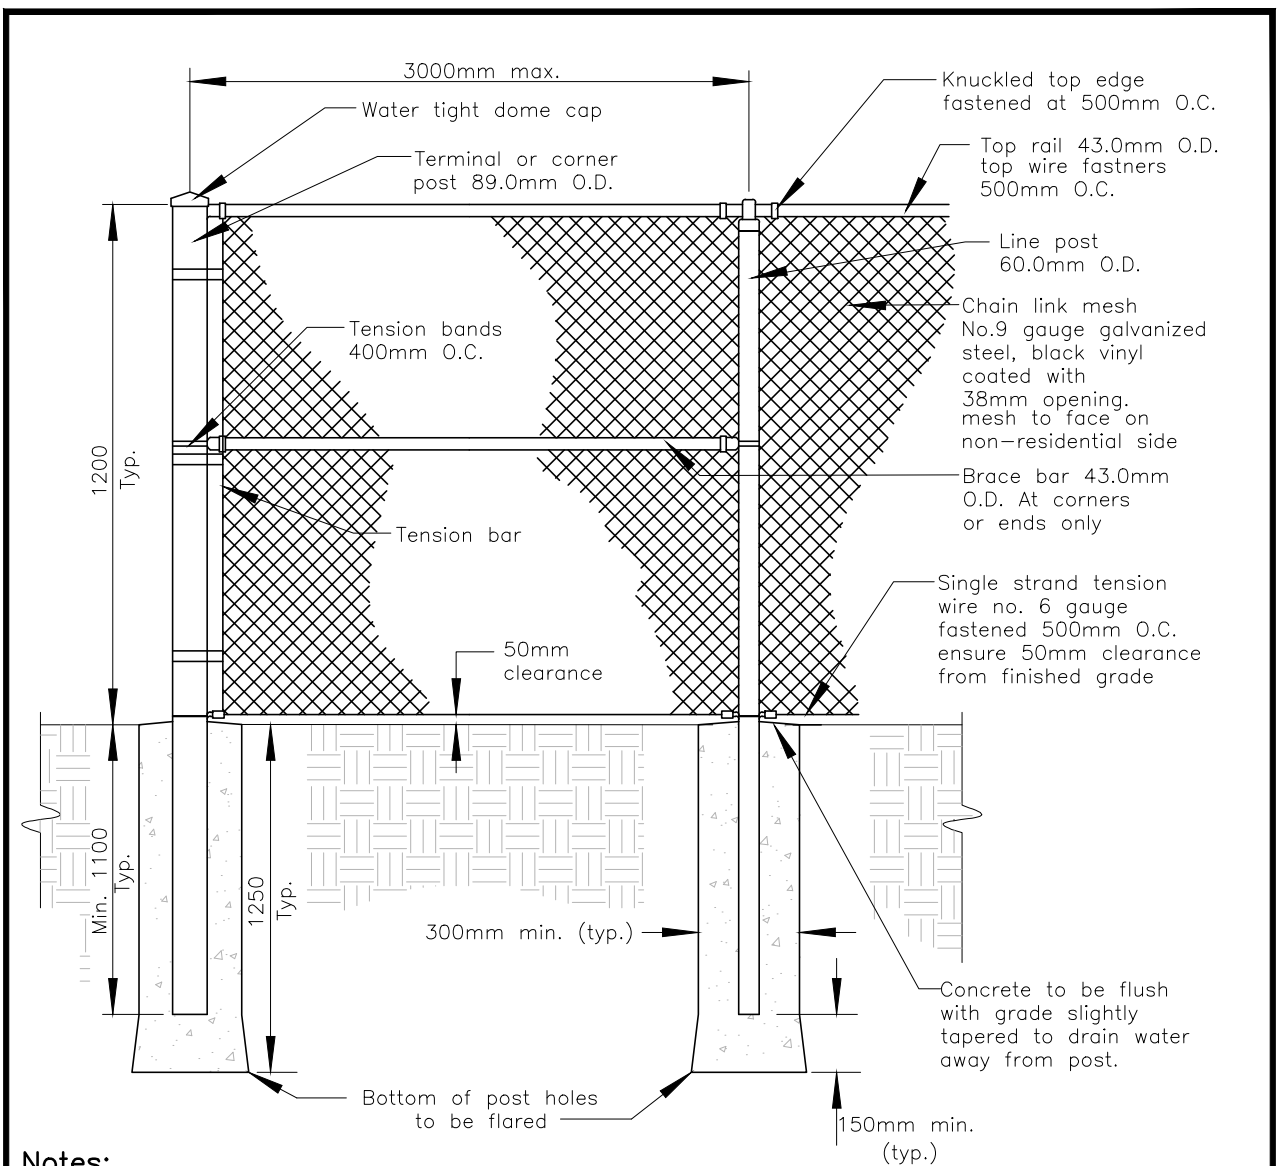 3000mm max.
Water tight dome cap
Terminal or corner
post 89.0mm O.D.
Knuckled top edge
fastened at 500mm O.C.
Top rail 43.0mm O.D.
top wire fastners
500mm O.C.
Line post
60.0mm O.D.
Chain link mesh
No.9 gauge galvanized
steel, black vinyl
coated with
38mm opening.
mesh to face on
non-residential side
Tension bands
400mm O.C.
1200
Typ.
Brace bar 43.0mm
O.D. At corners
or ends only
Tension bar
Single strand tension
wire no. 6 gauge
fastened 500mm O.C.
ensure 50mm clearance
from finished grade
50mm
clearance
Min. 1100
Typ.
1250
Typ.
300mm min. (typ.)
Concrete to be flush
with grade slightly
tapered to drain water
away from post.
Bottom of post holes
to be flared
150mm min.
(typ.)
Notes: